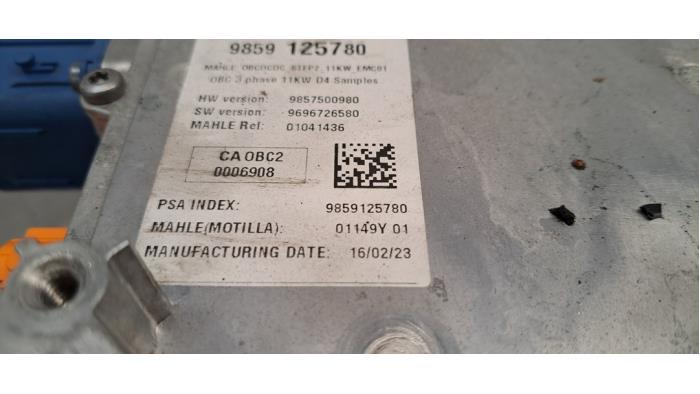 9859 125780
MAHLE OBCDCDC STEP2 11KW EMC81
OBC 3 phase 11KW D4 Samples
HW version: 9857500980
SW version: 9696726580
MAHLE Ref: 01041436
CA OBC2
0006908
PSA INDEX: 9859125780
MAHLE(MOTILLA): 01149Y 01
MANUFACTURING DATE: 16/02/23